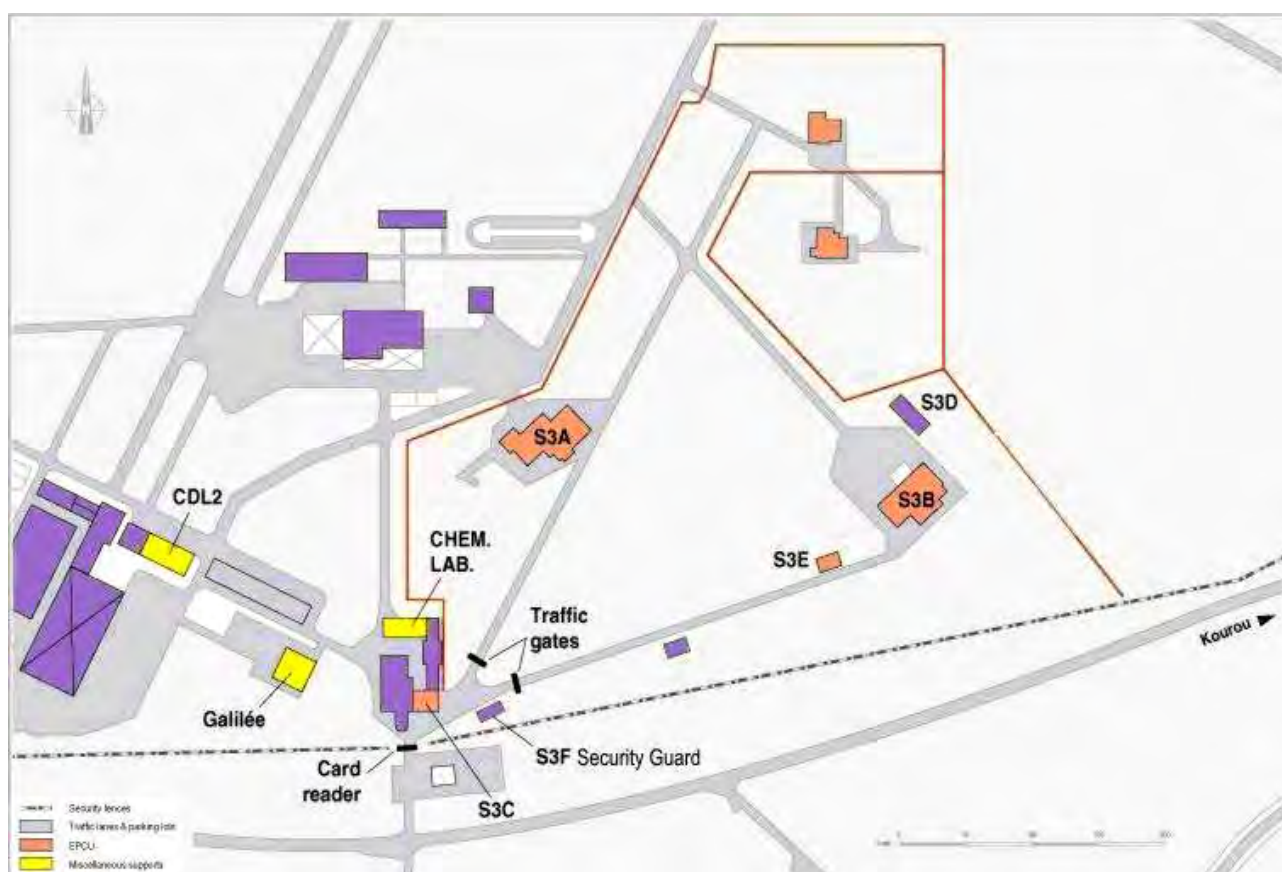 S3D
S3A
CDL2
S3B
CHEM.
LAB.
S3E
Traffic
gates
Kourou
Galilée
S3F Security Guard
Card
reader
S3C
Security fences
Traffic lanes & parking lots
EPCU
Miscellaneous supports